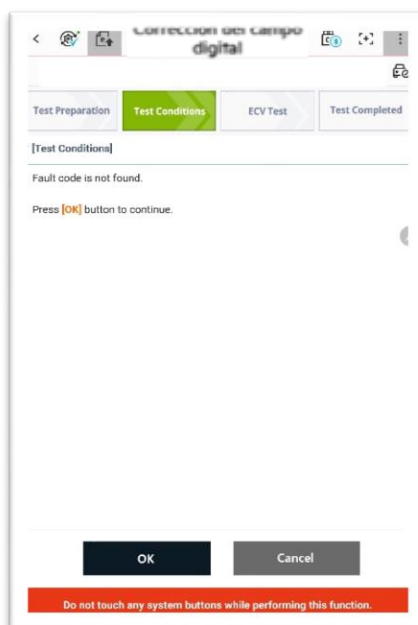 Corrección del campo
digital
Test Preparation
Test Conditions
ECV Test
Test Completed
[Test Conditions]
Fault code is not found.
Press [OK] button to continue.
OK
Cancel
Do not touch any system buttons while performing this function.